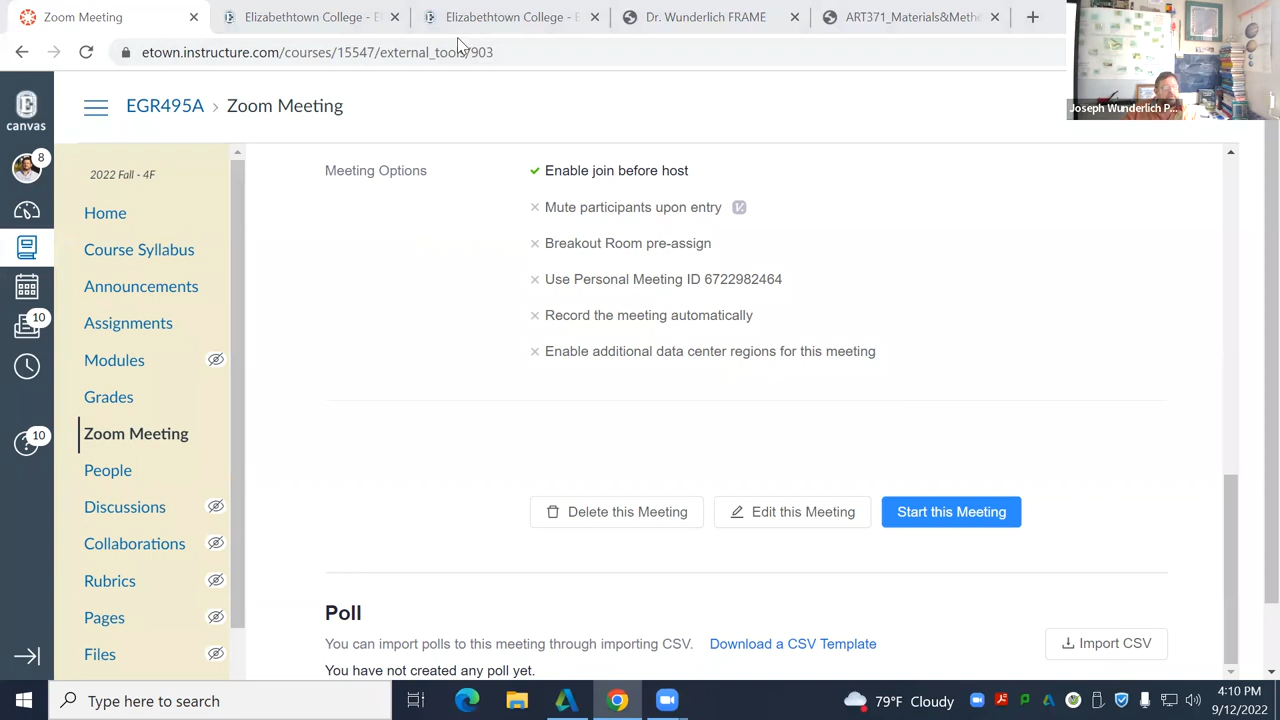 Zoom Meeting
Elizabethtown College - E
Elizabethtown College - E
Dr. Wunderlich FRAME
ART371_Materials&Meth
etown.instructure.com/courses/15547/external_tools/903
Joseph Wunderlich P...
canvas
EGR495A > Zoom Meeting
8
2022 Fall - 4F
Home
Course Syllabus
Announcements
Assignments
10
Modules
Grades
Zoom Meeting
10
People
Discussions
Collaborations
Rubrics
Pages
Files
Meeting Options
Enable join before host
Mute participants upon entry
Breakout Room pre-assign
Use Personal Meeting ID 6722982464
Record the meeting automatically
Enable additional data center regions for this meeting
Delete this Meeting
Edit this Meeting
Start this Meeting
Poll
You can import polls to this meeting through importing CSV. Download a CSV Template
Import CSV
You have not created any poll yet.
Type here to search
79°F Cloudy
4:10 PM
9/12/2022